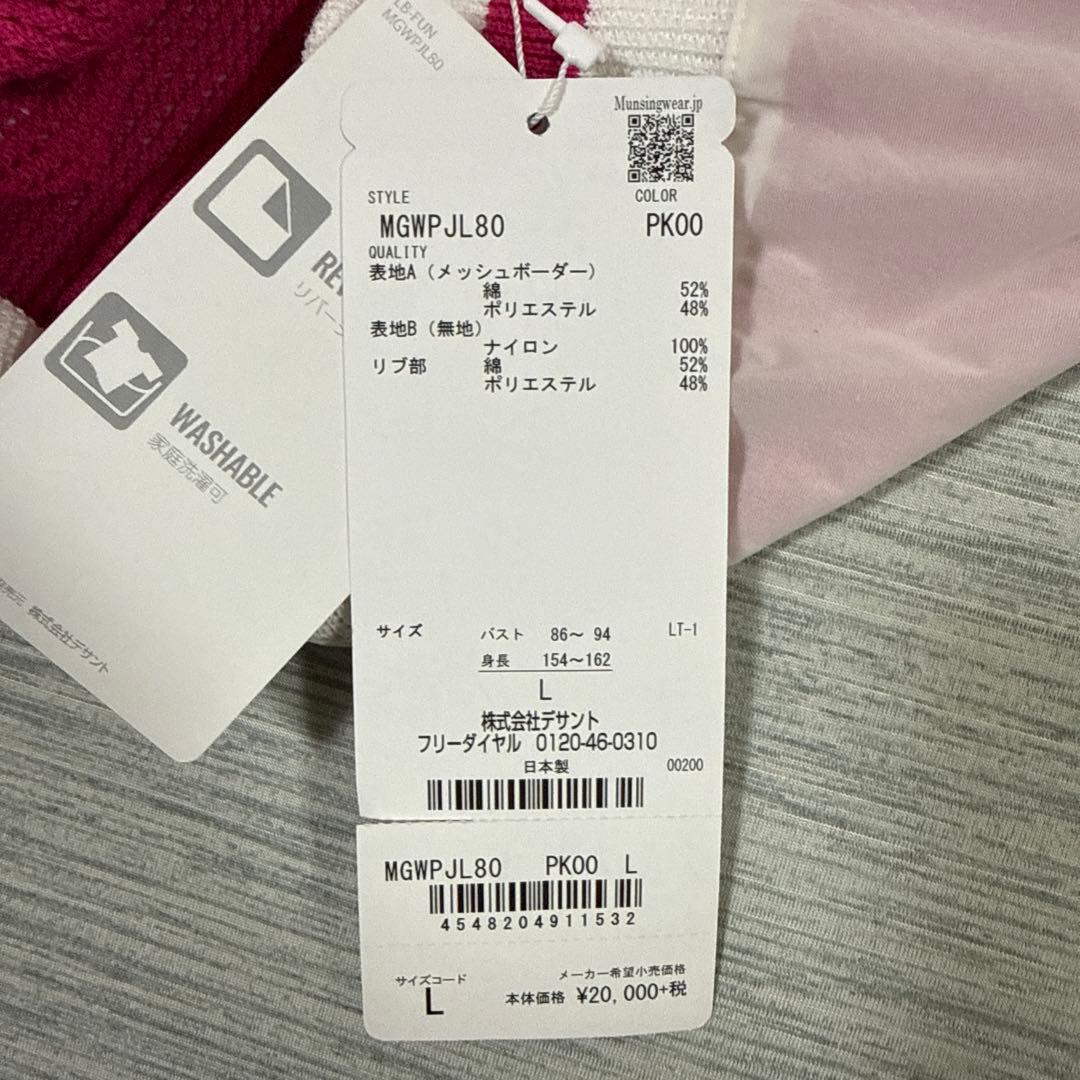 LB-FUN
MGWPJL80
WASHABLE
家庭洗濯可
株式会社デサント
Munsingwear.jp
STYLE COLOR
MGWPJL80 PK00
QUALITY
表地A（メッシュボーダー）
綿 52%
ポリエステル 48%
表地B（無地）
ナイロン 100%
リブ部 綿 52%
ポリエステル 48%
サイズ バスト 86～ 94 LT-1
身長 154～162
L
株式会社デサント
フリーダイヤル 0120-46-0310
日本製 00200
MGWPJL80 PK00 L
4548204911532
サイズコード メーカー希望小売価格
L 本体価格 ¥20,000+税